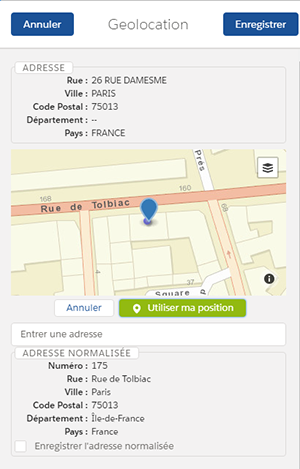 Annuler Geolocation Enregistrer
ADRESSE
Rue : 26 RUE DAMESME
Ville : PARIS
Code Postal : 75013
Département : --
Pays : FRANCE
Prés
160
168
Rue de Tolbiac
175
37
Square
Annuler Utiliser ma position
Entrer une adresse
ADRESSE NORMALISÉE
Numéro : 175
Rue : Rue de Tolbiac
Ville : Paris
Code Postal : 75013
Département : Île-de-France
Pays : France
Enregistrer l'adresse normalisée